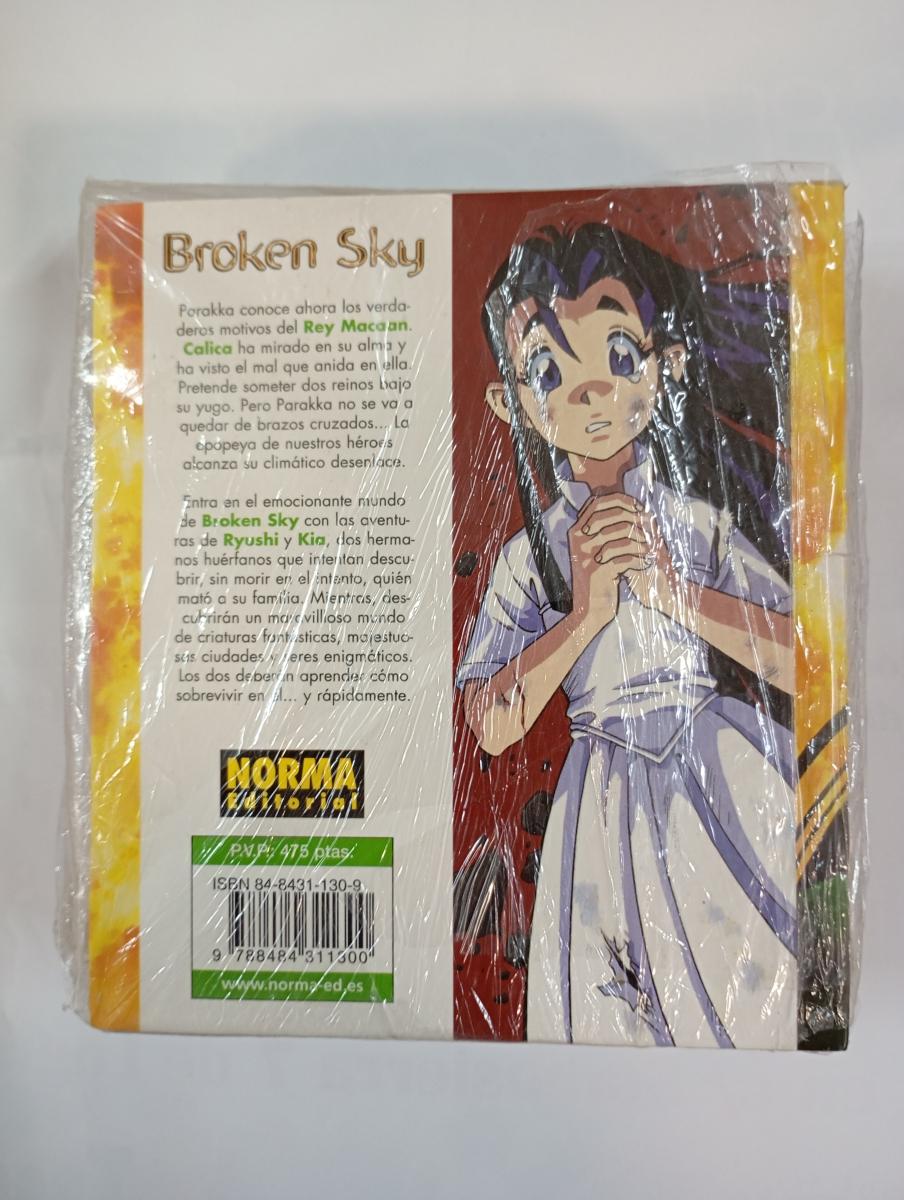 Broken Sky
Parakka conoce ahora los verda-
deros motivos del Rey Macaan.
Calica ha mirado en su alma y
ha visto el mal que anida en ella.
Pretende someter dos reinos bajo
su yugo. Pero Parakka no se va a
quedar de brazos cruzados... La
epopeya de nuestros héroes
alcanza su climático desenlace.
Entra en el emocionante mundo
de Broken Sky con las aventu-
ras de Ryushi y Kia, dos herma-
nos huérfanos que intentan descu-
brir, sin morir en el intento, quién
mató a su familia. Mientras, des-
cubrirán un maravilloso mundo
de criaturas fantásticas, majestuo-
sas ciudades y seres enigmáticos.
Los dos deberán aprender cómo
sobrevivir en él... y rápidamente.
NORMA
Editorial
P.V.P.: 475 ptas.
ISBN 84-8431-130-9
9 788484 311300
www.norma-ed.es